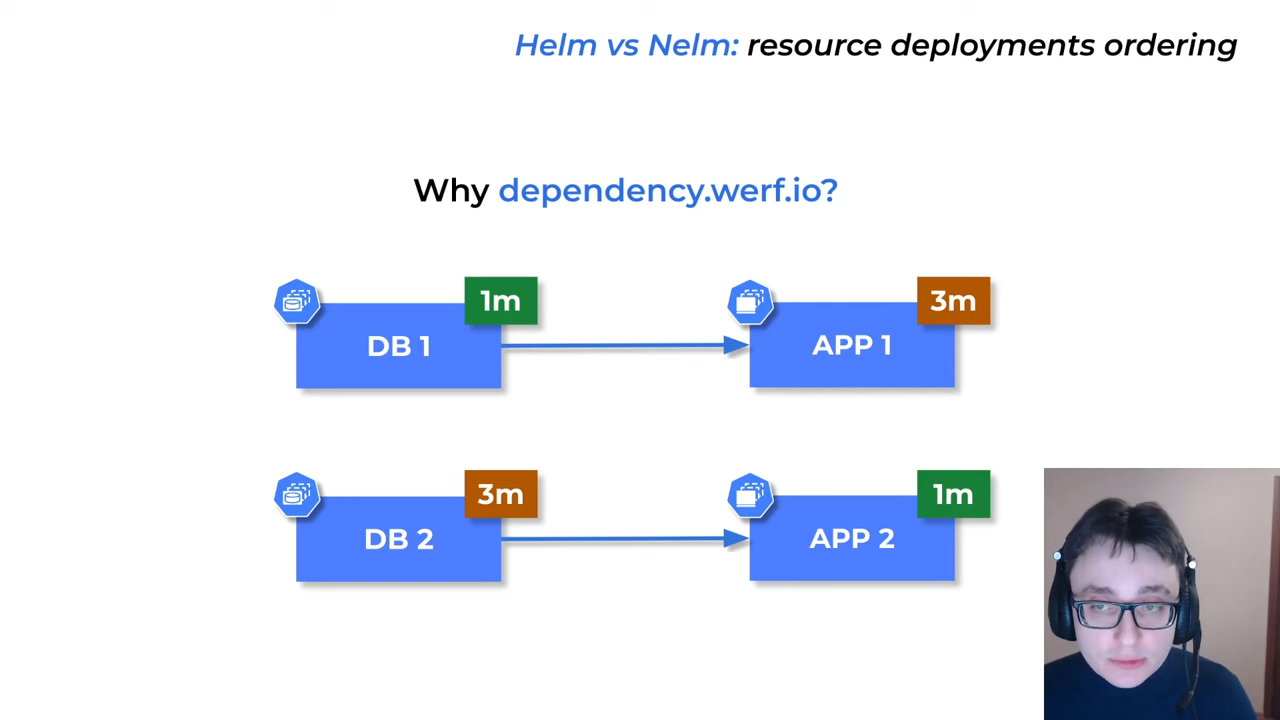 Helm vs Nelm: resource deployments ordering
Why dependency.werf.io?
1m
DB 1
3m
APP 1
3m
DB 2
1m
APP 2